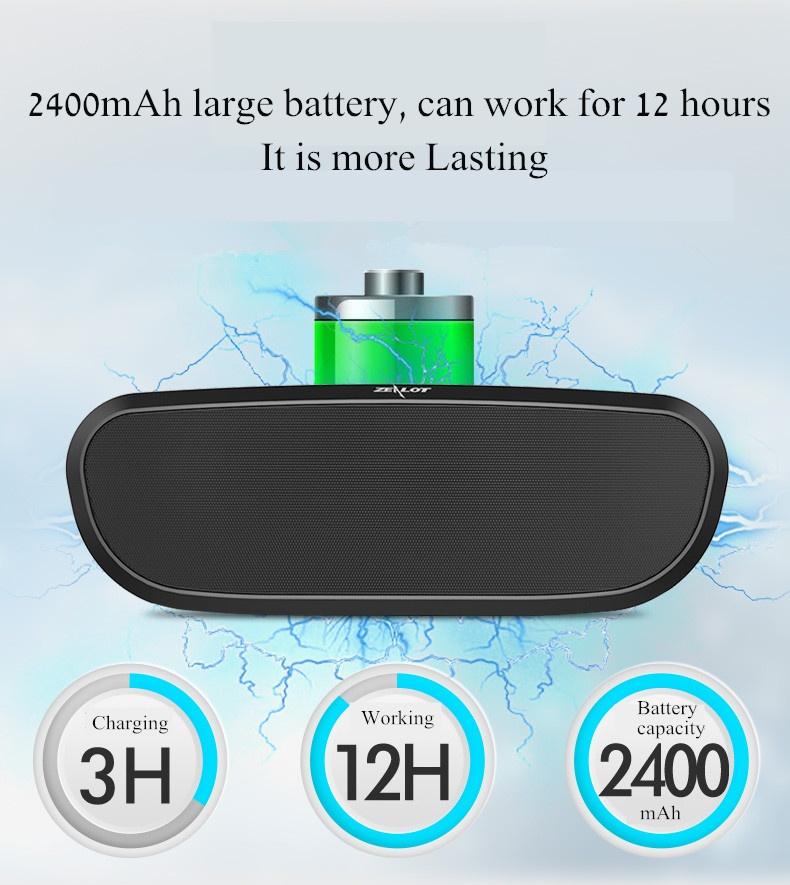 2400mAh large battery, can work for 12 hours
It is more Lasting
ZEALOT
Charging
3H
Working
12H
Battery
capacity
2400
mAh